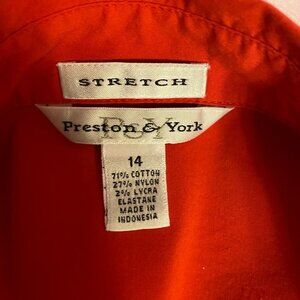 STRETCH
P&Y
Preston & York
14
71% COTTON
27% NYLON
2% LYCRA
ELASTANE
MADE IN
INDONESIA